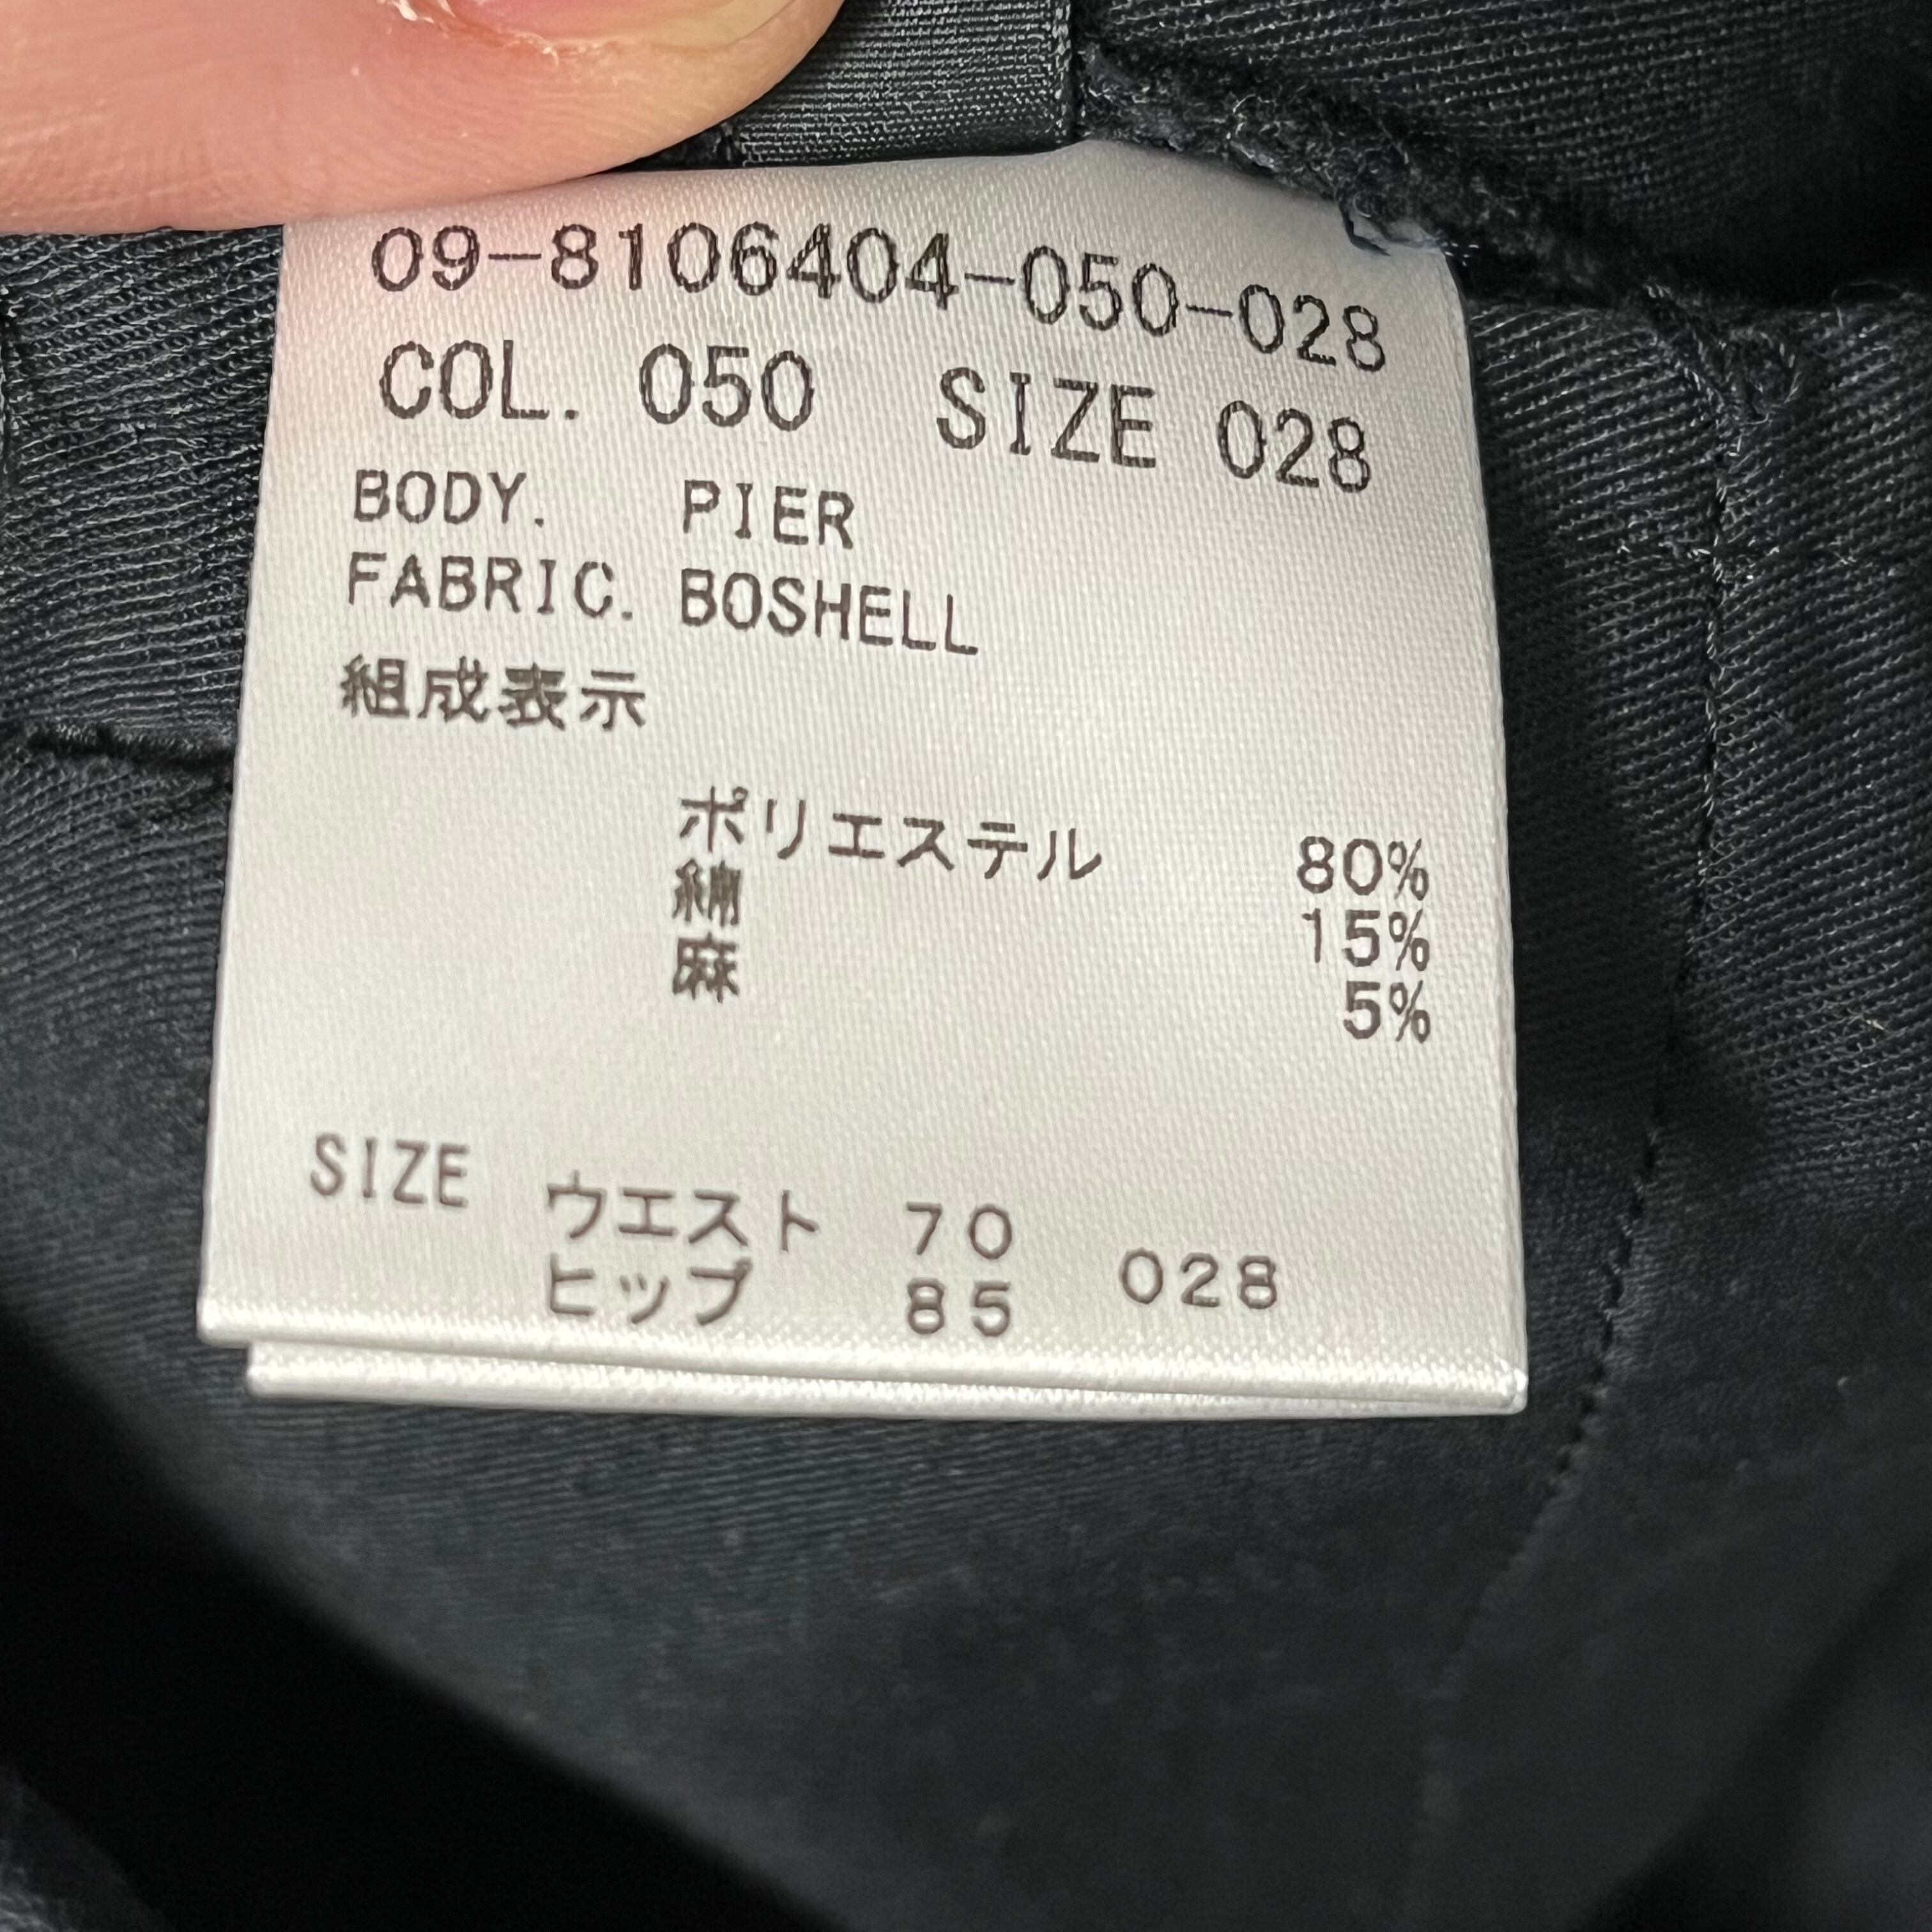 09-8106404-050-028
COL. 050 SIZE 028
BODY. PIER
FABRIC. BOSHELL
組成表示
ポリエステル 80%
綿 15%
麻 5%
SIZE ウエスト 70
ヒップ 85 028